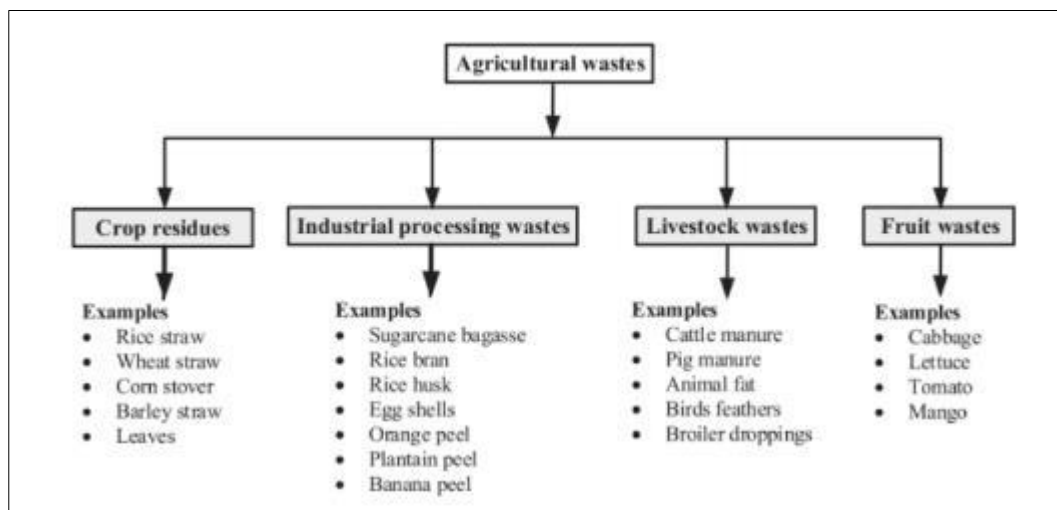 Agricultural wastes
Crop residues
Examples
• Rice straw
• Wheat straw
• Corn stover
• Barley straw
• Leaves
Industrial processing wastes
Examples
• Sugarcane bagasse
• Rice bran
• Rice husk
• Egg shells
• Orange peel
• Plantain peel
• Banana peel
Livestock wastes
Examples
• Cattle manure
• Pig manure
• Animal fat
• Birds feathers
• Broiler droppings
Fruit wastes
Examples
• Cabbage
• Lettuce
• Tomato
• Mango